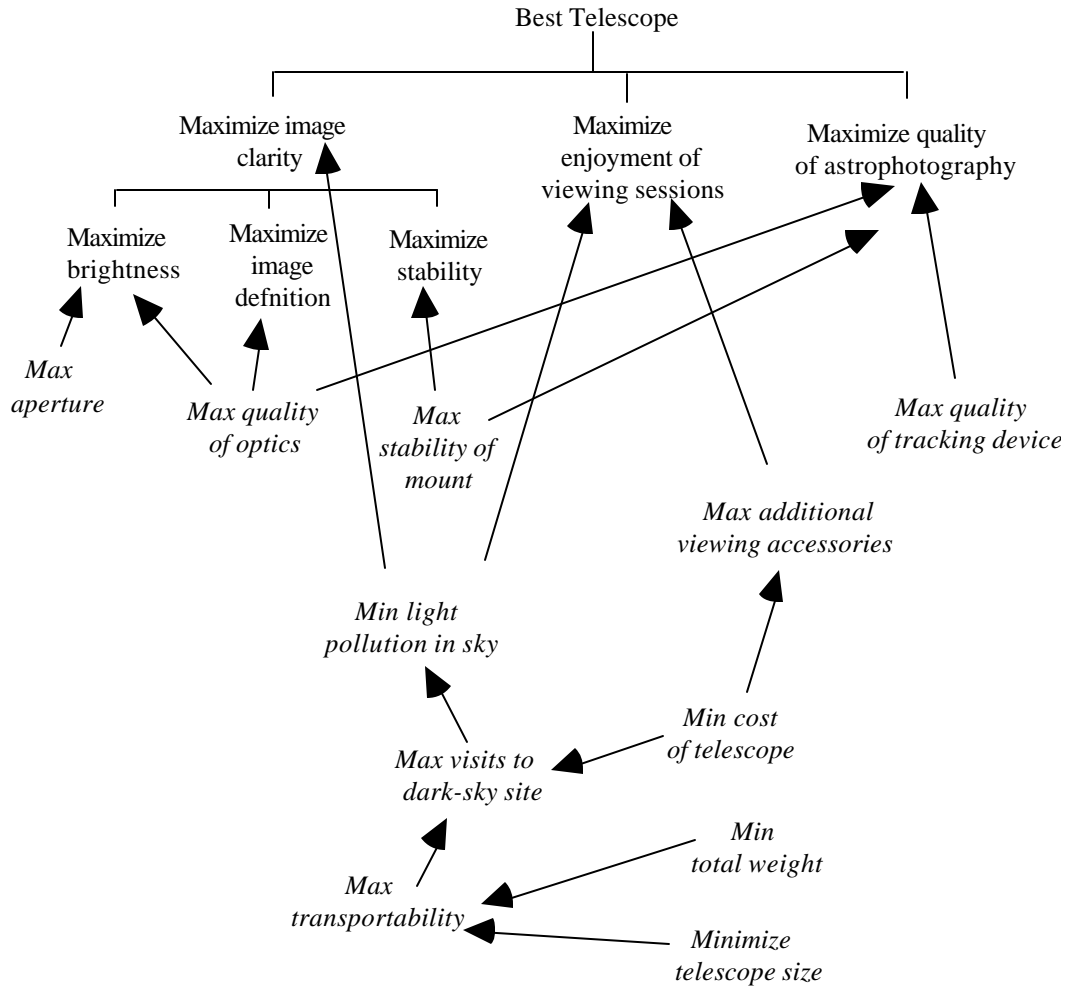 Best Telescope
Maximize image
clarity
Maximize
enjoyment of
viewing sessions
Maximize quality
of astrophotography
Maximize
brightness
Maximize
image
defnition
Maximize
stability
Max
aperture
Max quality
of optics
Max
stability of
mount
Max quality
of tracking device
Max additional
viewing accessories
Min light
pollution in sky
Min cost
of telescope
Max visits to
dark-sky site
Min
total weight
Max
transportability
Minimize
telescope size